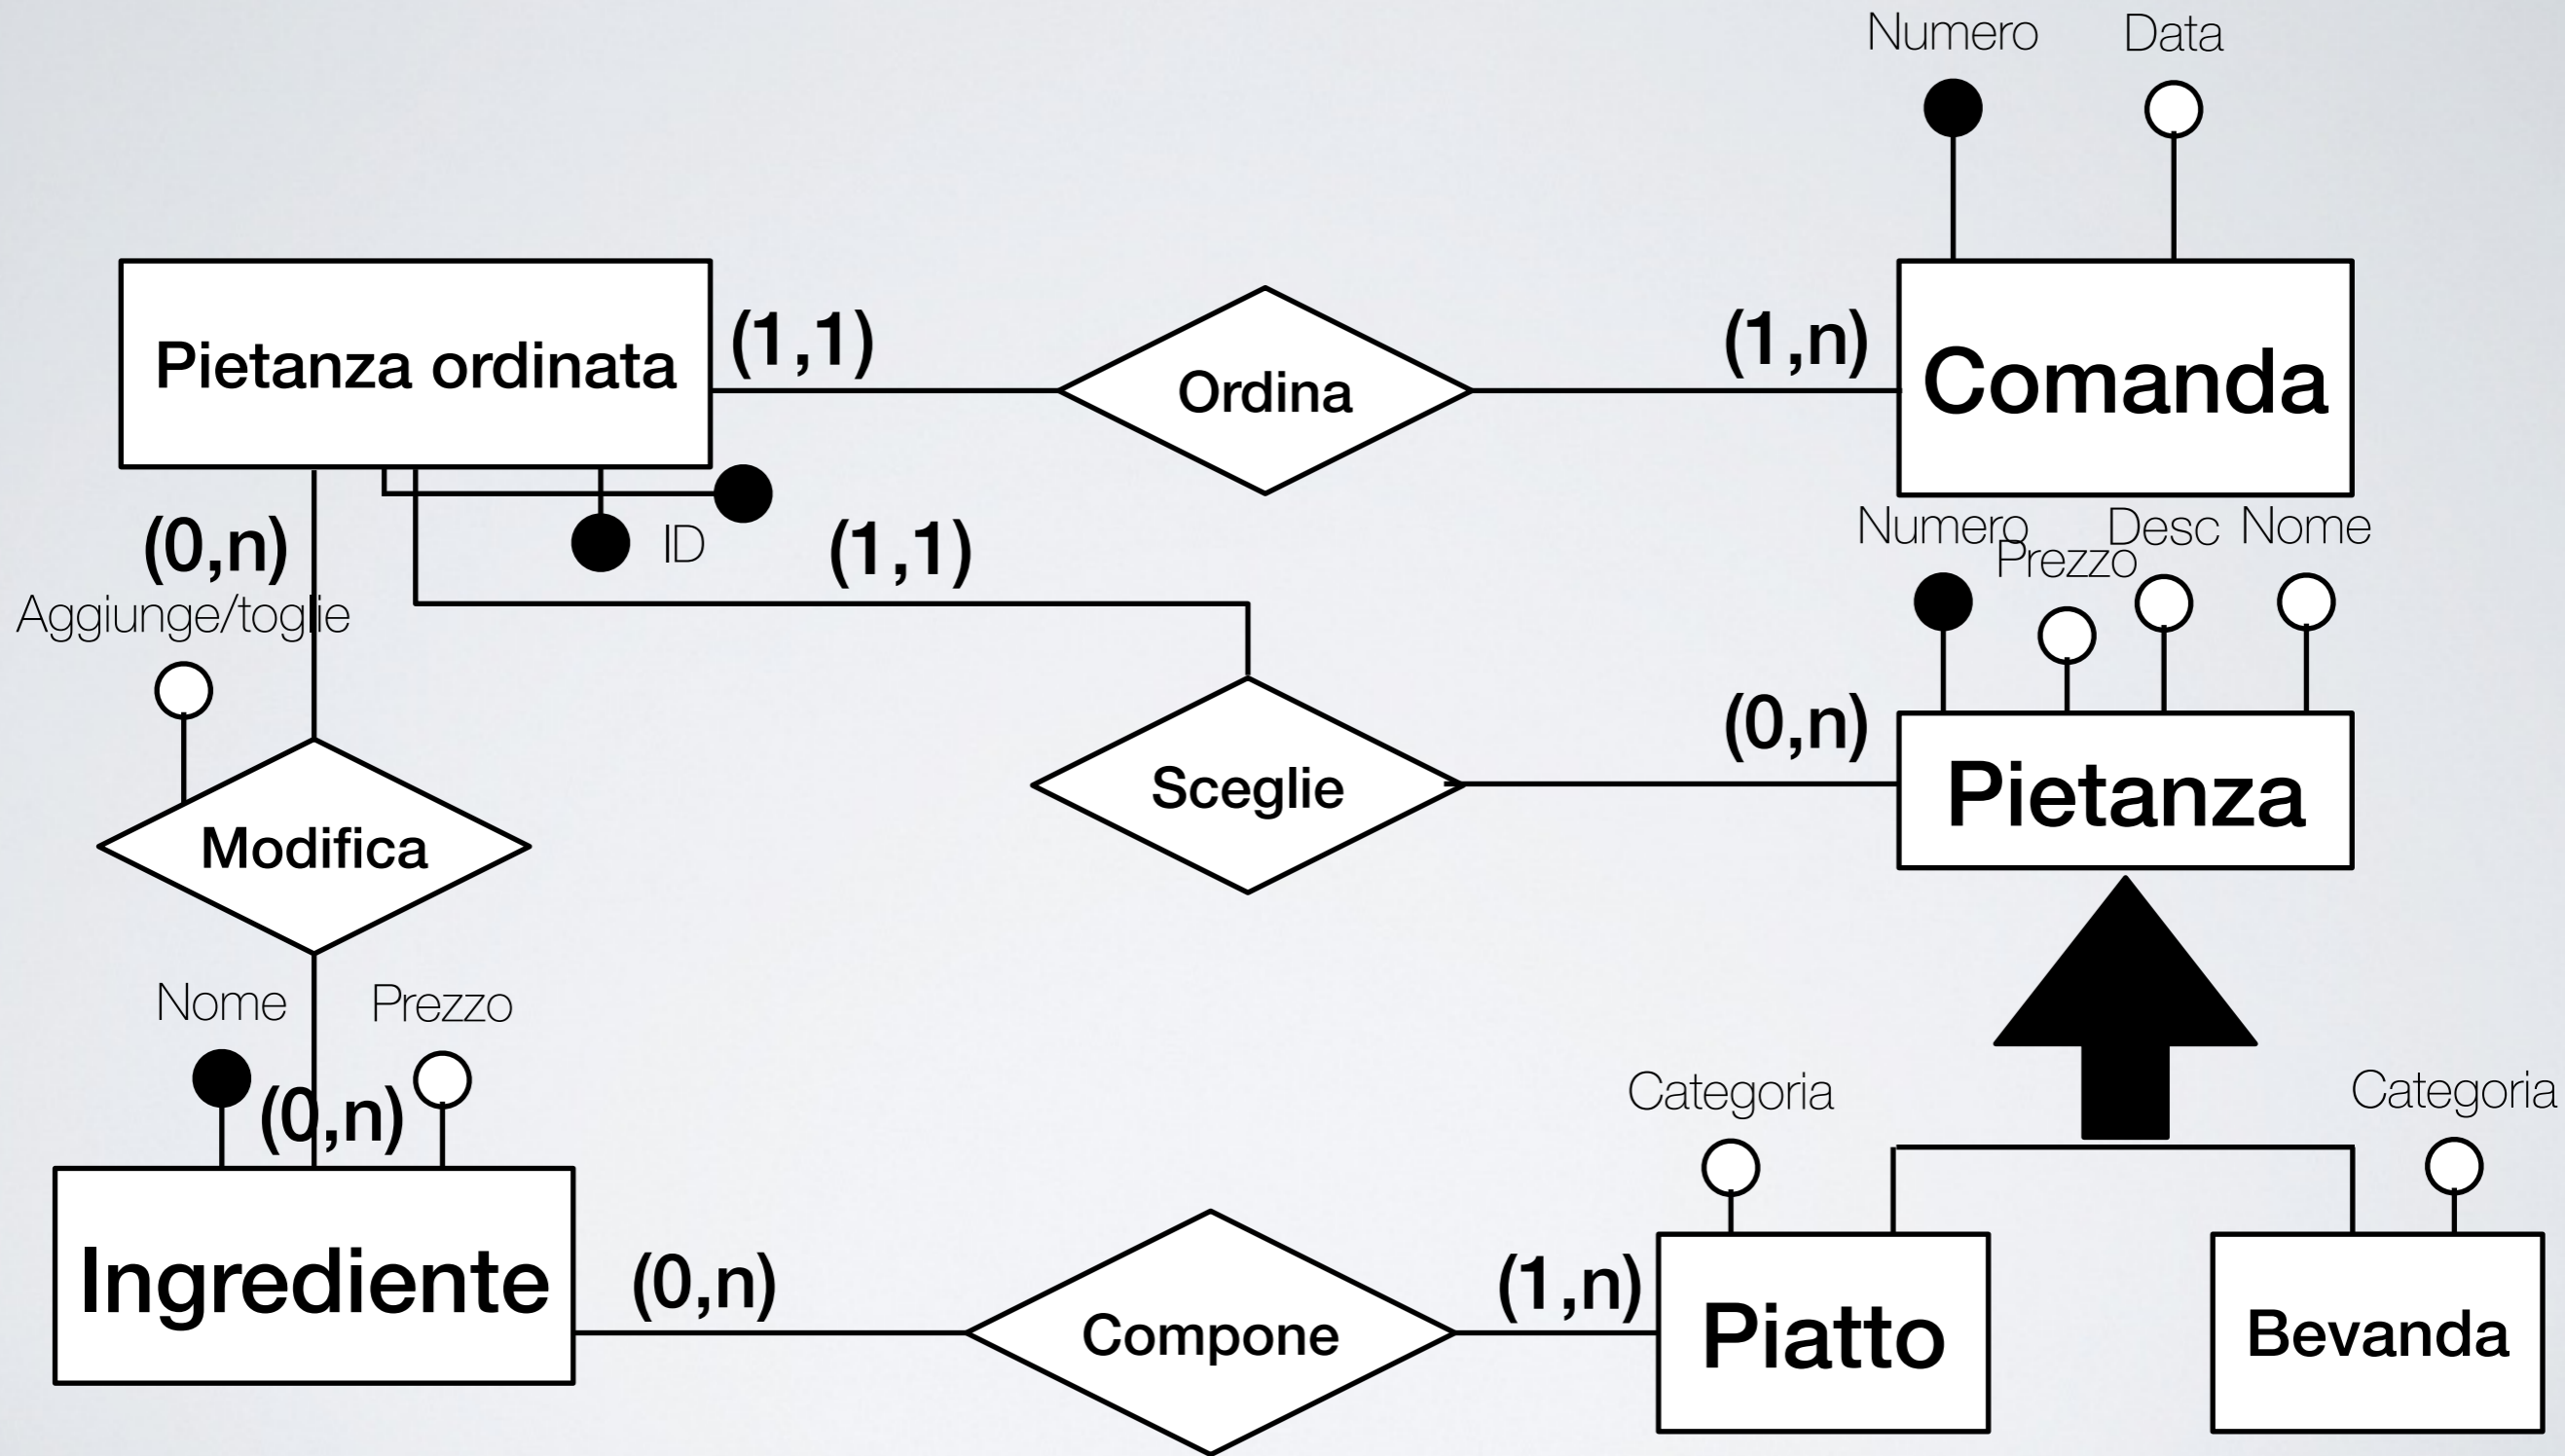 Numero
Data
Pietanza ordinata
(1,1)
Ordina
(1,n)
Comanda
(0,n)
ID
(1,1)
Numero
Prezzo
Desc
Nome
Aggiunge/toglie
Modifica
Sceglie
(0,n)
Pietanza
Nome
Prezzo
(0,n)
Categoria
Categoria
Ingrediente
(0,n)
Compone
(1,n)
Piatto
Bevanda